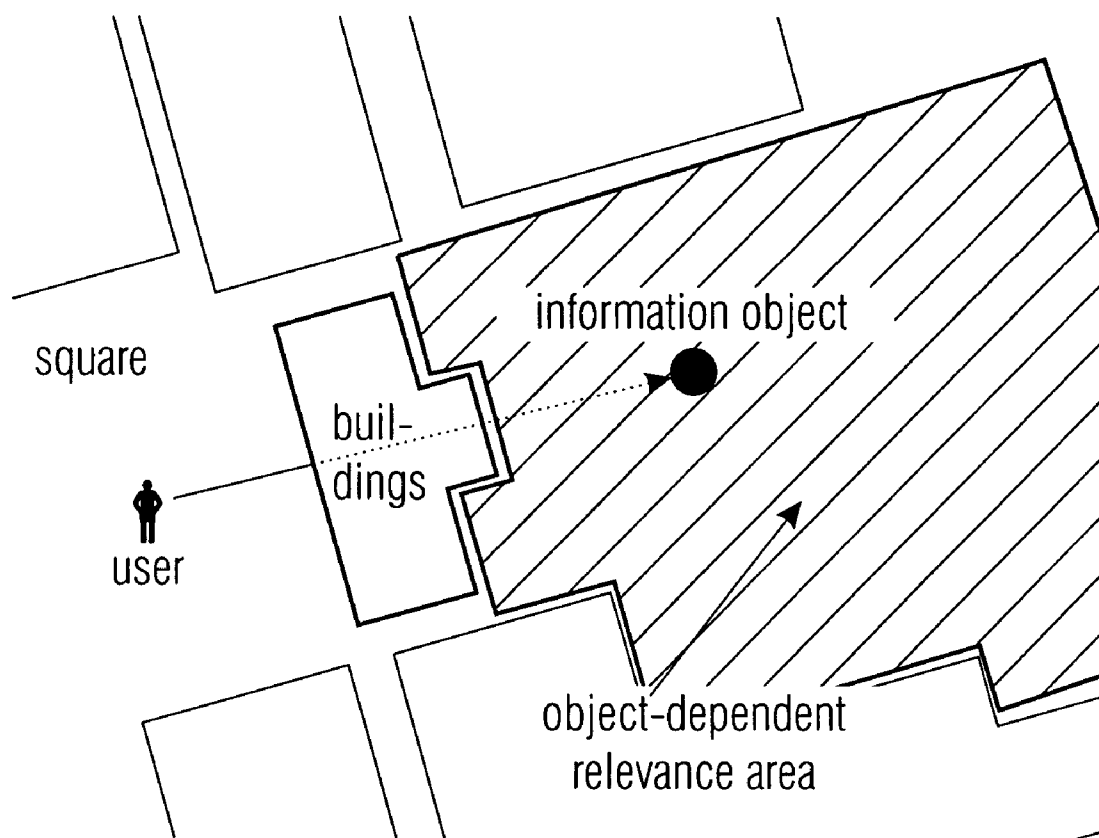 information object
square
buil-
dings
user
object-dependent
relevance area